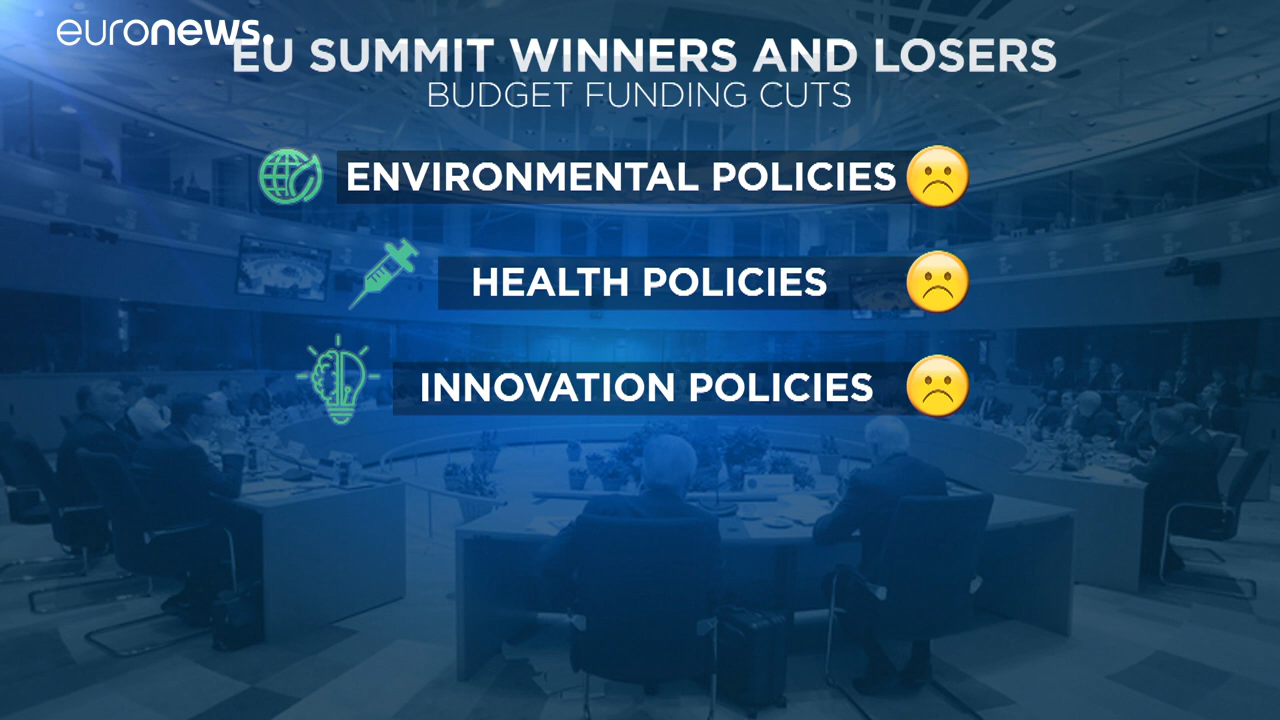 euronews.
EU SUMMIT WINNERS AND LOSERS
BUDGET FUNDING CUTS
ENVIRONMENTAL POLICIES
HEALTH POLICIES
INNOVATION POLICIES